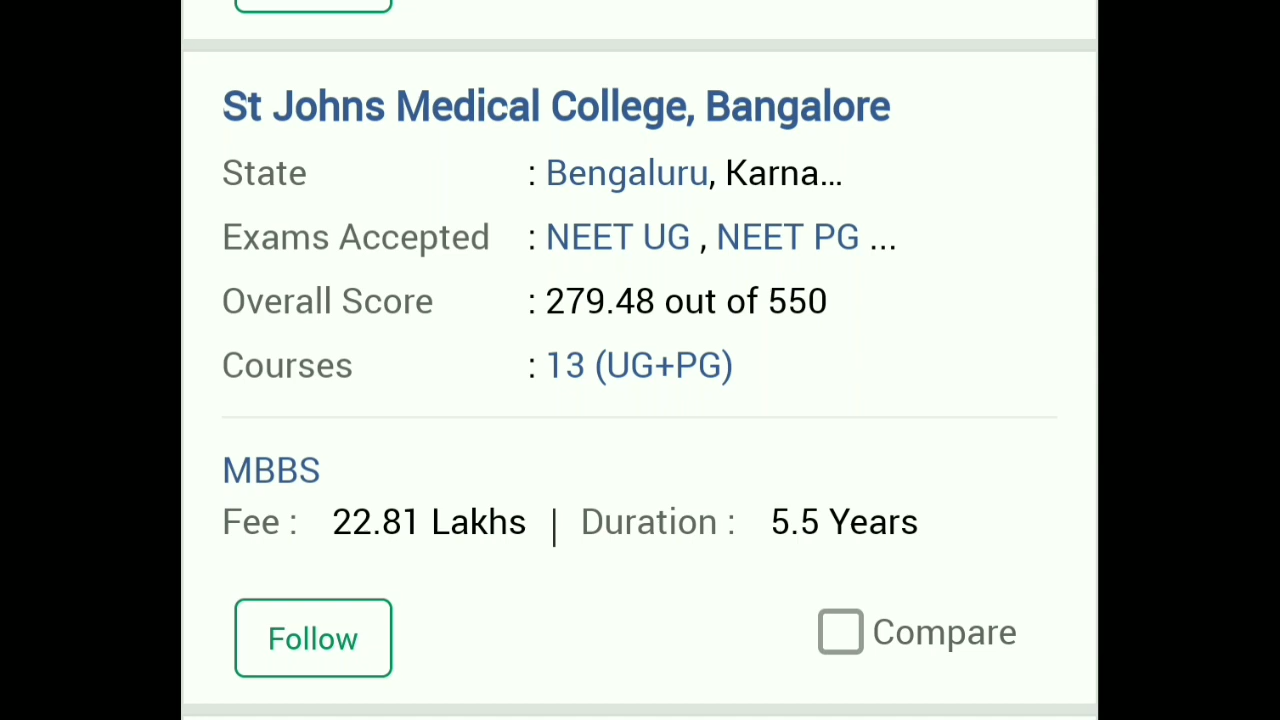 St Johns Medical College, Bangalore
State : Bengaluru, Karna...
Exams Accepted : NEET UG , NEET PG ...
Overall Score : 279.48 out of 550
Courses : 13 (UG+PG)
MBBS
Fee : 22.81 Lakhs | Duration : 5.5 Years
Follow
Compare